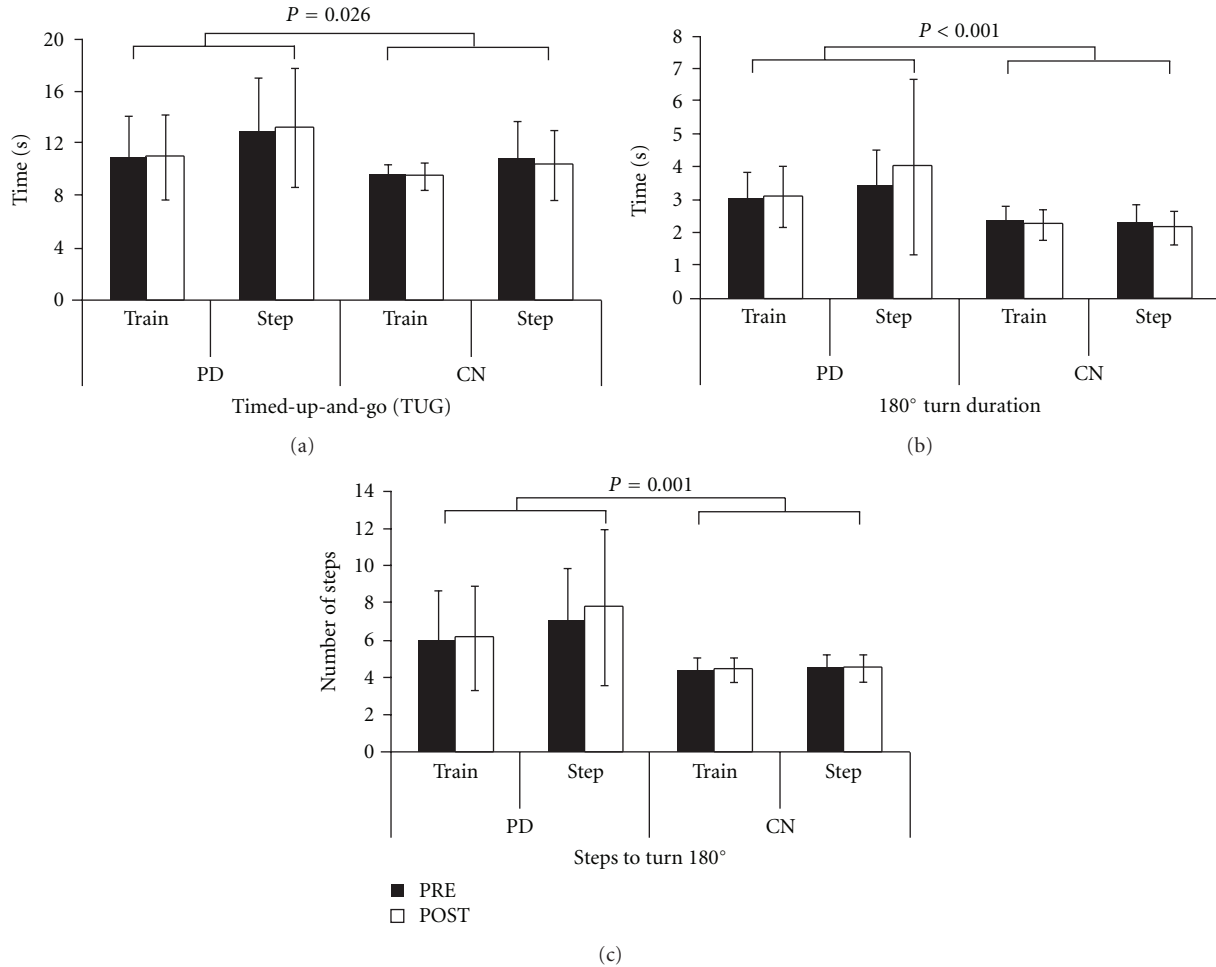 P = 0.026
20
16
12
8
4
0
Time (s)
Train
Step
Train
Step
PD
CN
Timed-up-and-go (TUG)
(a)
P < 0.001
8
7
6
5
4
3
2
1
0
Time (s)
Train
Step
Train
Step
PD
CN
180° turn duration
(b)
P = 0.001
14
12
10
8
6
4
2
0
Number of steps
Train
Step
Train
Step
PD
CN
Steps to turn 180°
PRE
POST
(c)